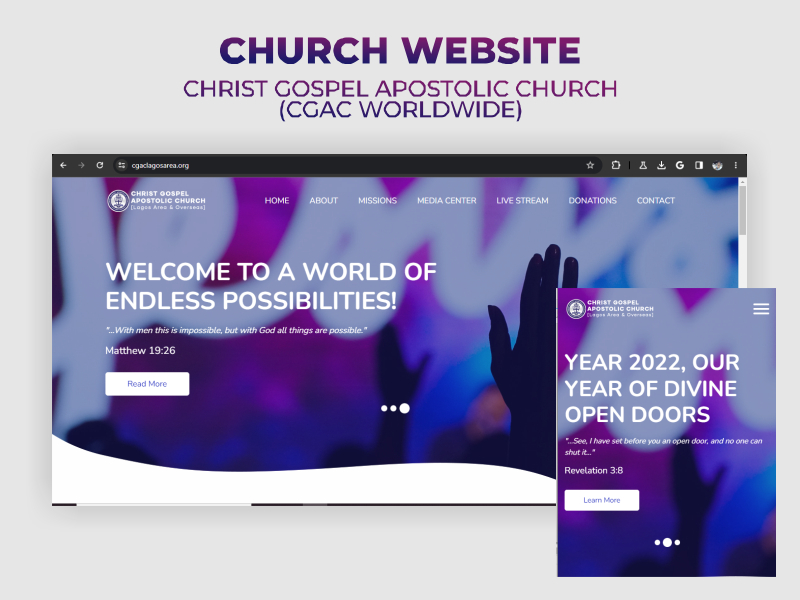 CHURCH WEBSITE
CHRIST GOSPEL APOSTOLIC CHURCH
(CGAC WORLDWIDE)
cgaclagosarea.org
CHRIST GOSPEL
APOSTOLIC CHURCH
[Lagos Area & Overseas]
HOME ABOUT MISSIONS MEDIA CENTER LIVE STREAM DONATIONS CONTACT
WELCOME TO A WORLD OF
ENDLESS POSSIBILITIES!
"...With men this is impossible, but with God all things are possible."
Matthew 19:26
Read More
CHRIST GOSPEL
APOSTOLIC CHURCH
[Lagos Area & Overseas]
YEAR 2022, OUR
YEAR OF DIVINE
OPEN DOORS
"...See, I have set before you an open door, and no one can
shut it..."
Revelation 3:8
Learn More